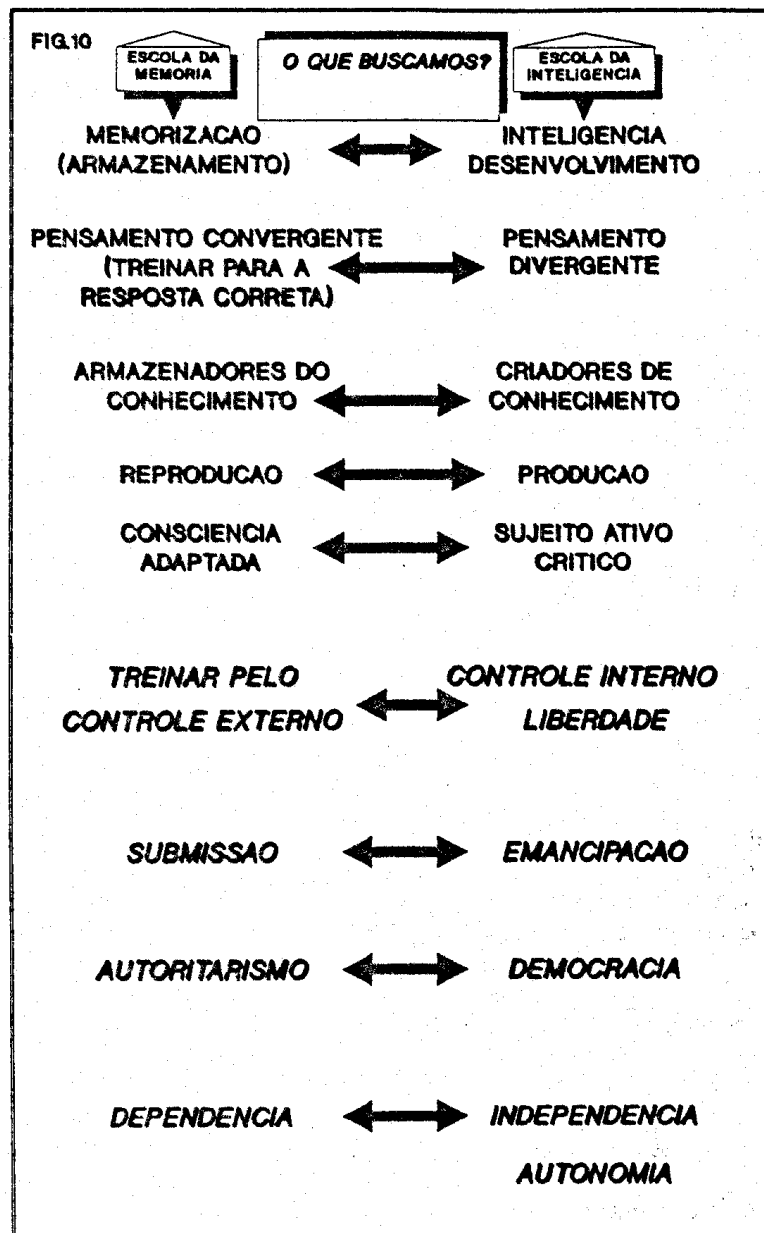 FIG.10
ESCOLA DA
MEMORIA
O QUE BUSCAMOS?
ESCOLA DA
INTELIGENCIA
MEMORIZACAO
(ARMAZENAMENTO)
INTELIGENCIA
DESENVOLVIMENTO
PENSAMENTO CONVERGENTE
(TREINAR PARA A
RESPOSTA CORRETA)
PENSAMENTO
DIVERGENTE
ARMAZENADORES DO
CONHECIMENTO
CRIADORES DE
CONHECIMENTO
REPRODUCAO
PRODUCAO
CONSCIENCIA
ADAPTADA
SUJEITO ATIVO
CRITICO
TREINAR PELO
CONTROLE EXTERNO
CONTROLE INTERNO
LIBERDADE
SUBMISSAO
EMANCIPACAO
AUTORITARISMO
DEMOCRACIA
DEPENDENCIA
INDEPENDENCIA
AUTONOMIA